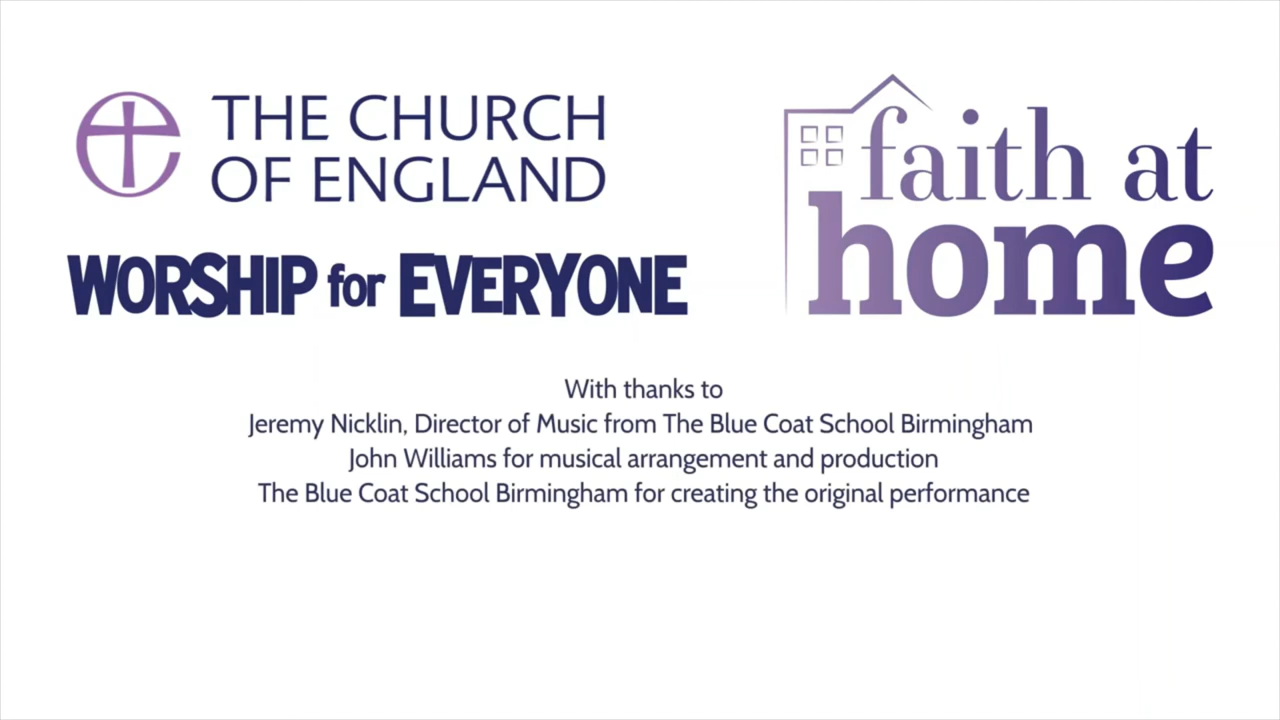 THE CHURCH
OF ENGLAND
WORSHIP for EVERYONE
faith at
home
With thanks to
Jeremy Nicklin, Director of Music from The Blue Coat School Birmingham
John Williams for musical arrangement and production
The Blue Coat School Birmingham for creating the original performance